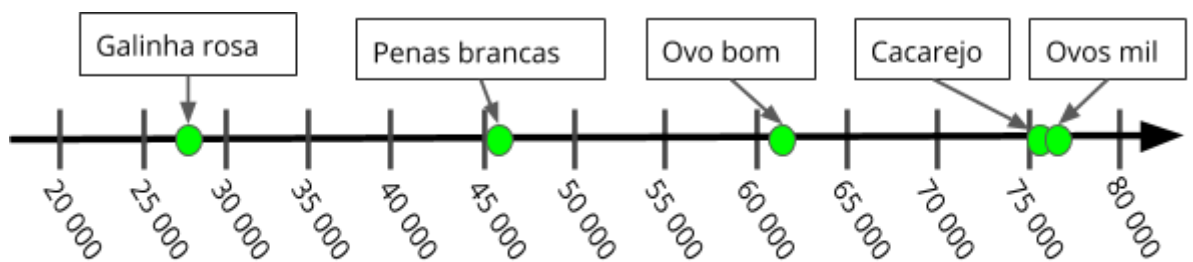 Galinha rosa
Penas brancas
Ovo bom
Cacarejo
Ovos mil
20 000
25 000
30 000
35 000
40 000
45 000
50 000
55 000
60 000
65 000
70 000
75 000
80 000